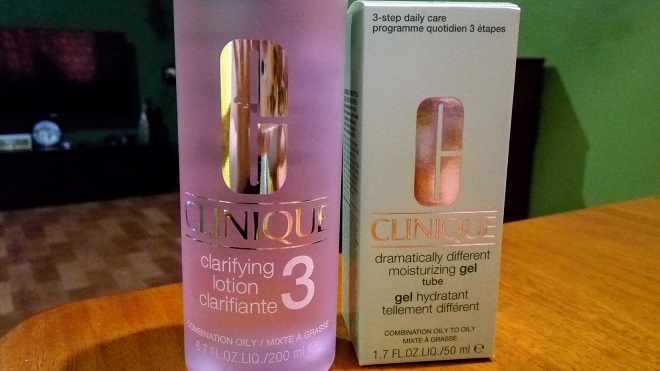 CLINIQUE
clarifying
lotion 3
clarifiante
COMBINATION OILY / MIXTE À GRASSE
6.7 FL.OZ.LIQ./200 ml e
3-step daily care
programme quotidien 3 étapes
CLINIQUE
dramatically different
moisturizing gel
tube
gel hydratant
tellement différent
COMBINATION OILY TO OILY
MIXTE À GRASSE
1.7 FL.OZ.LIQ./50 ml e